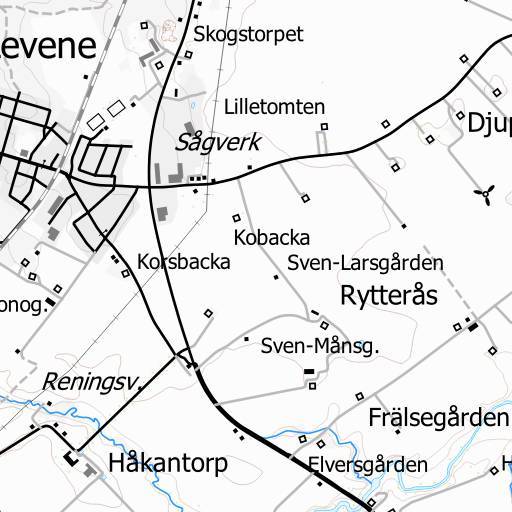 Skogstorpet
evene
Lilletomten
Djup
Sågverk
Kobacka
Korsbacka
Sven-Larsgården
Rytterås
onog.
Sven-Månsg.
Reningsv.
Frälsegården
Håkantorp
Elversgården
H